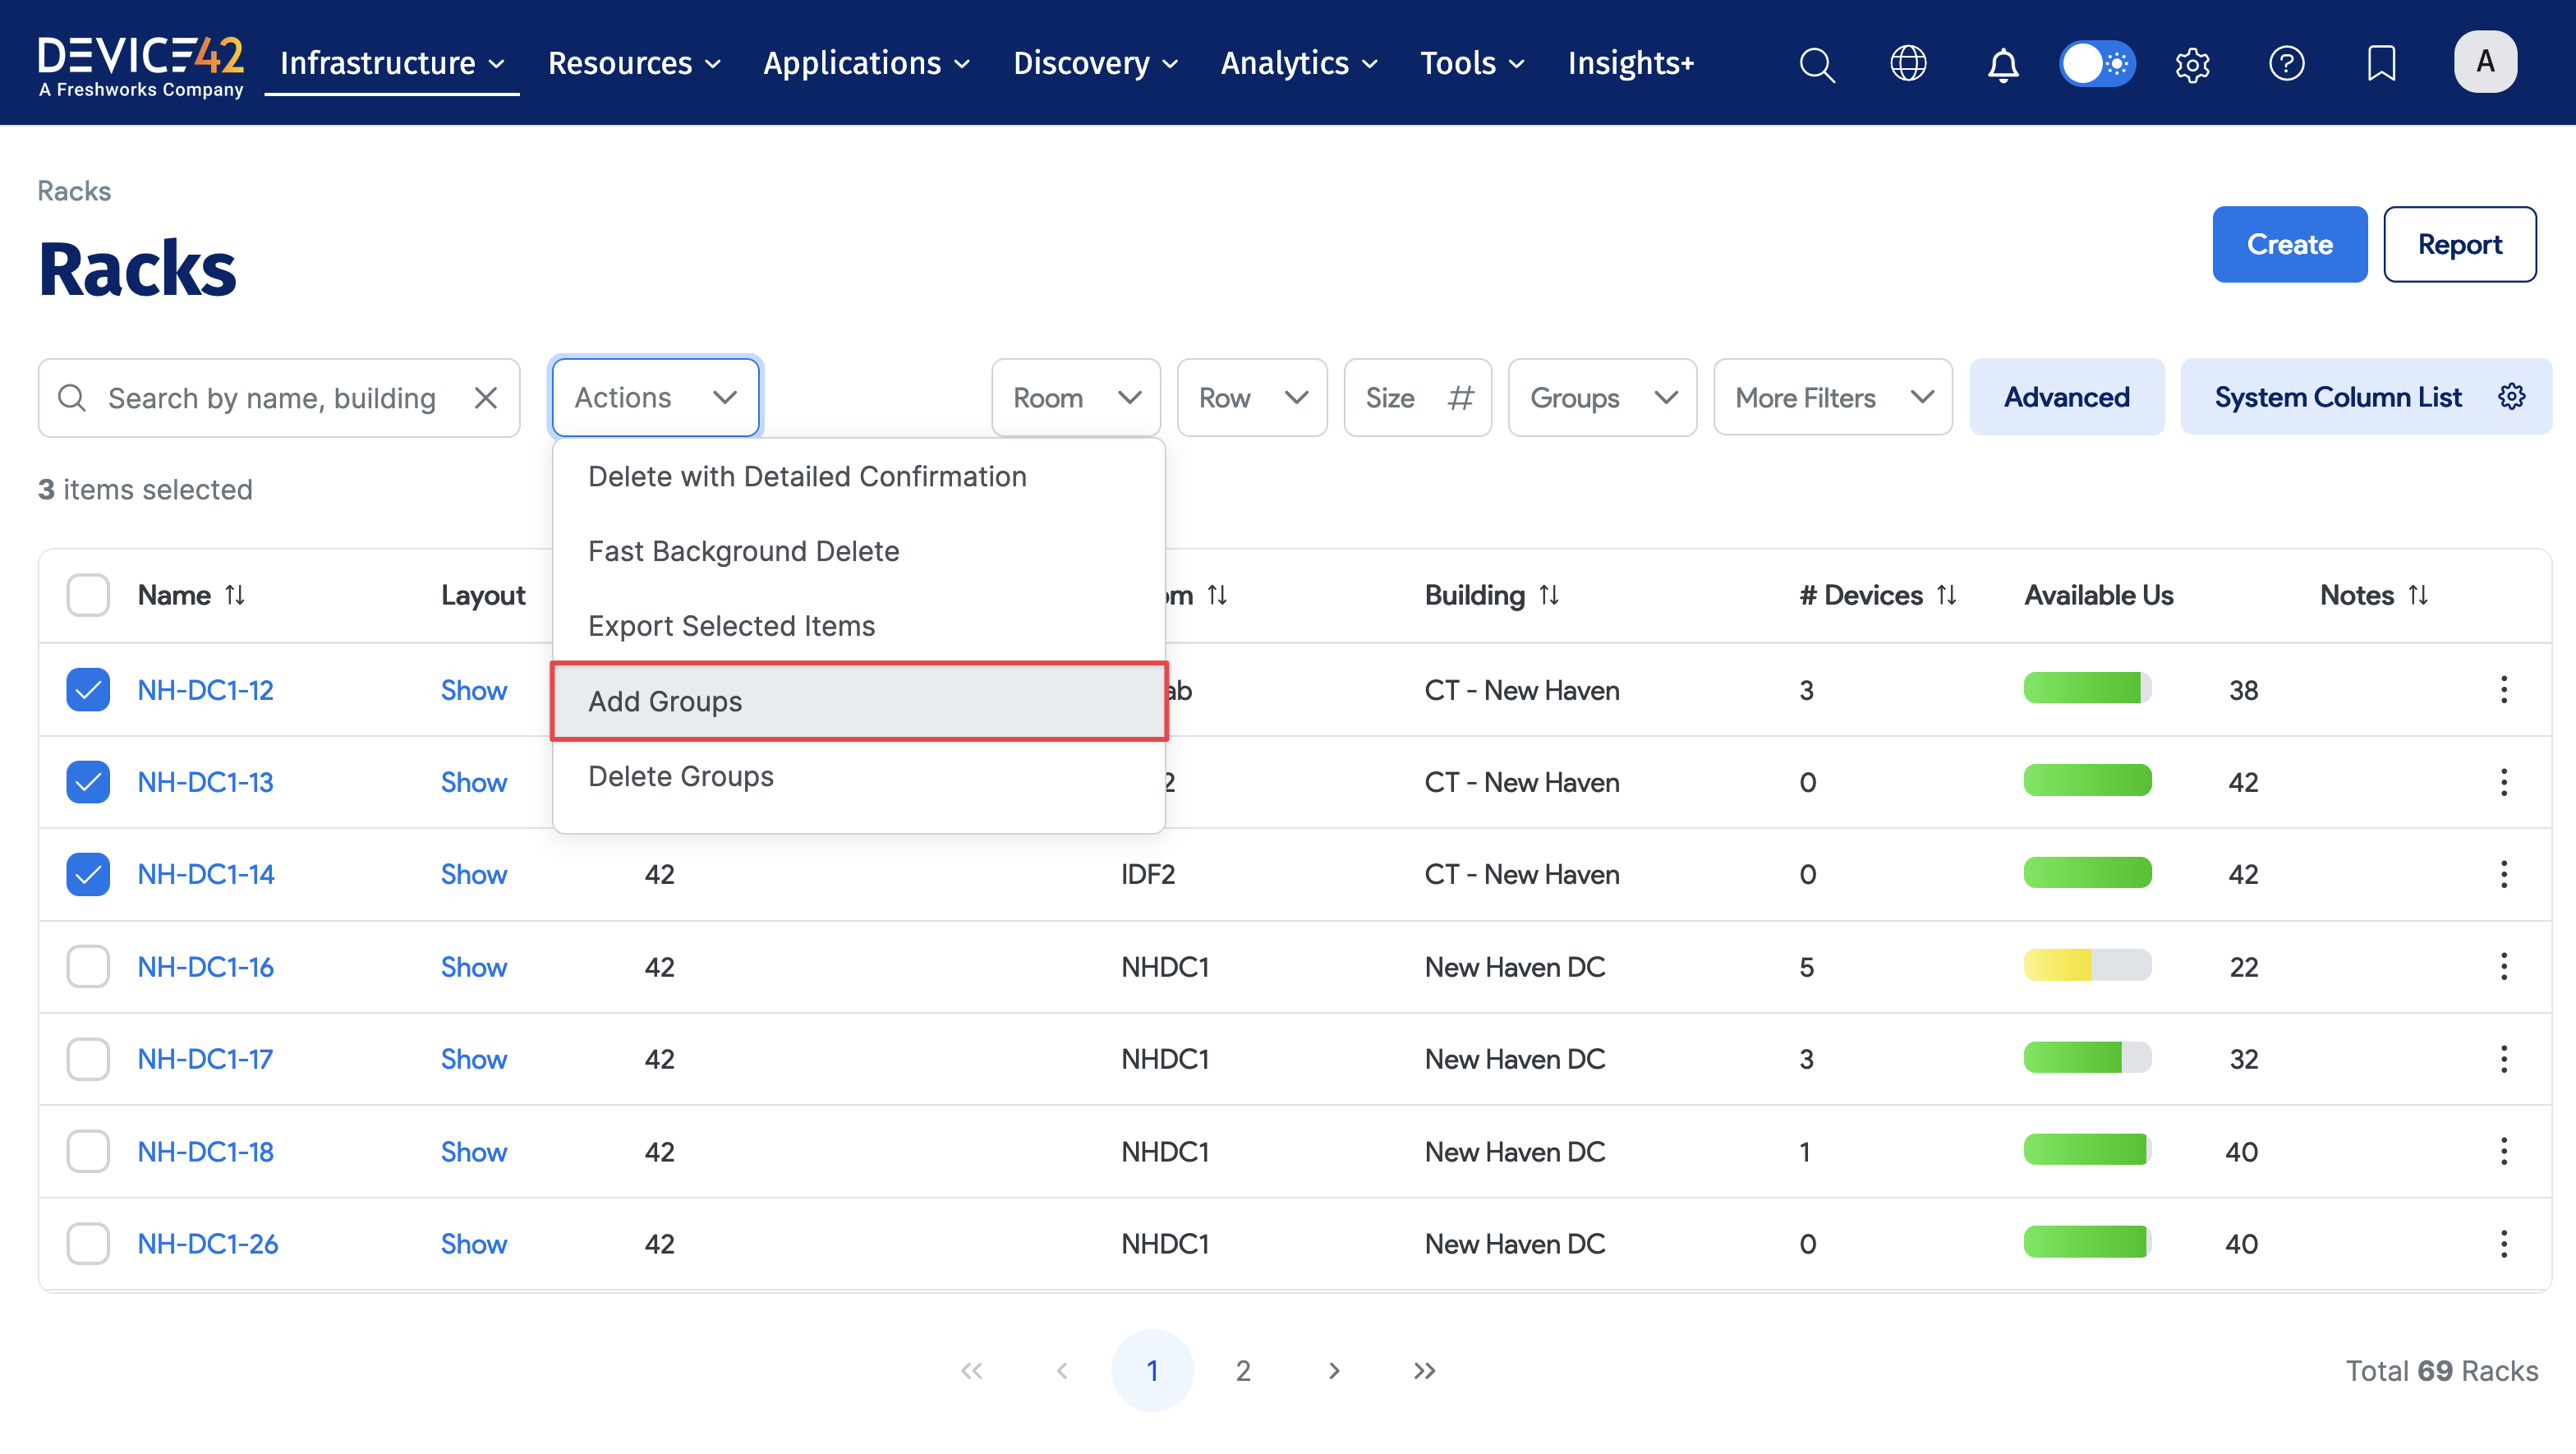 DEVICE42
A Freshworks Company
Infrastructure Resources Applications Discovery Analytics Tools Insights+
A
Racks
Racks
Create Report
Search by name, building Actions Room Row Size # Groups More Filters Advanced System Column List
3 items selected
Delete with Detailed Confirmation
Fast Background Delete
Export Selected Items
Add Groups
Delete Groups
Name Layout Building # Devices Available Us Notes
NH-DC1-12 Show CT - New Haven 3 38
NH-DC1-13 Show CT - New Haven 0 42
NH-DC1-14 Show 42 IDF2 CT - New Haven 0 42
NH-DC1-16 Show 42 NHDC1 New Haven DC 5 22
NH-DC1-17 Show 42 NHDC1 New Haven DC 3 32
NH-DC1-18 Show 42 NHDC1 New Haven DC 1 40
NH-DC1-26 Show 42 NHDC1 New Haven DC 0 40
1 2
Total 69 Racks